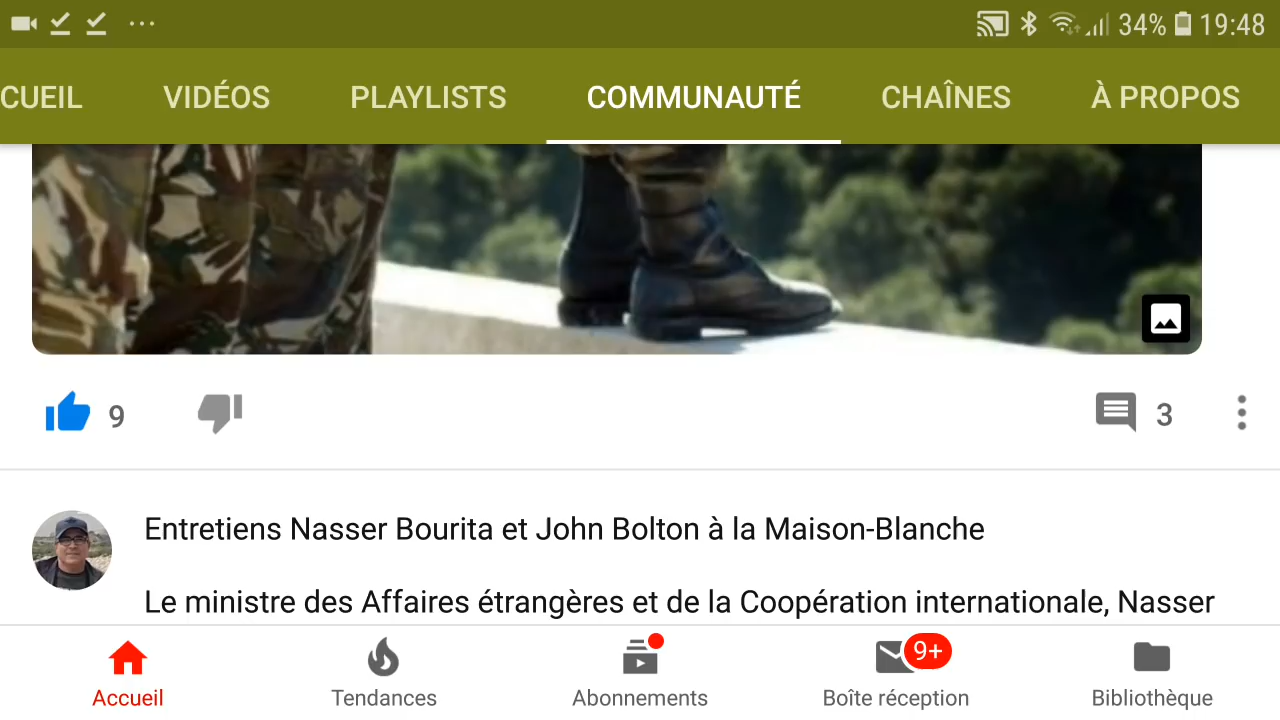 34% 19:48
CUEIL VIDÉOS PLAYLISTS COMMUNAUTÉ CHAÎNES À PROPOS
9 3
Entretiens Nasser Bourita et John Bolton à la Maison-Blanche
Le ministre des Affaires étrangères et de la Coopération internationale, Nasser
9+
Accueil Tendances Abonnements Boîte réception Bibliothèque